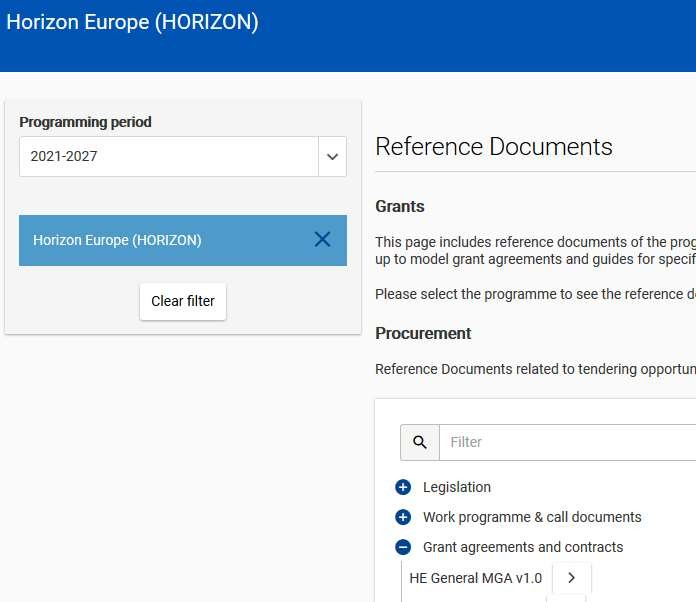 Horizon Europe (HORIZON)
Programming period
2021-2027
Horizon Europe (HORIZON)
Clear filter
Reference Documents
Grants
This page includes reference documents of the prog
up to model grant agreements and guides for specif
Please select the programme to see the reference d
Procurement
Reference Documents related to tendering opportun
Filter
Legislation
Work programme & call documents
Grant agreements and contracts
HE General MGA v1.0